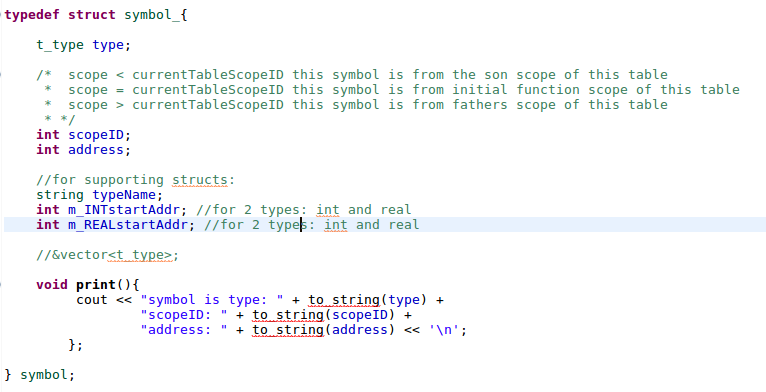 typedef struct symbol_{
t_type type;
/*  scope < currentTableScopeID this symbol is from the son scope of this table
 *  scope = currentTableScopeID this symbol is from initial function scope of this table
 *  scope > currentTableScopeID this symbol is from fathers scope of this table
 * */
int scopeID;
int address;
//for supporting structs:
string typeName;
int m_INTstartAddr; //for 2 types: int and real
int m_REALstartAddr; //for 2 types: int and real
//&vector<t_type>;
void print(){
cout << "symbol is type: " + to_string(type) +
"scopeID: " + to_string(scopeID) +
"address: " + to_string(address) << '\n';
};
} symbol;